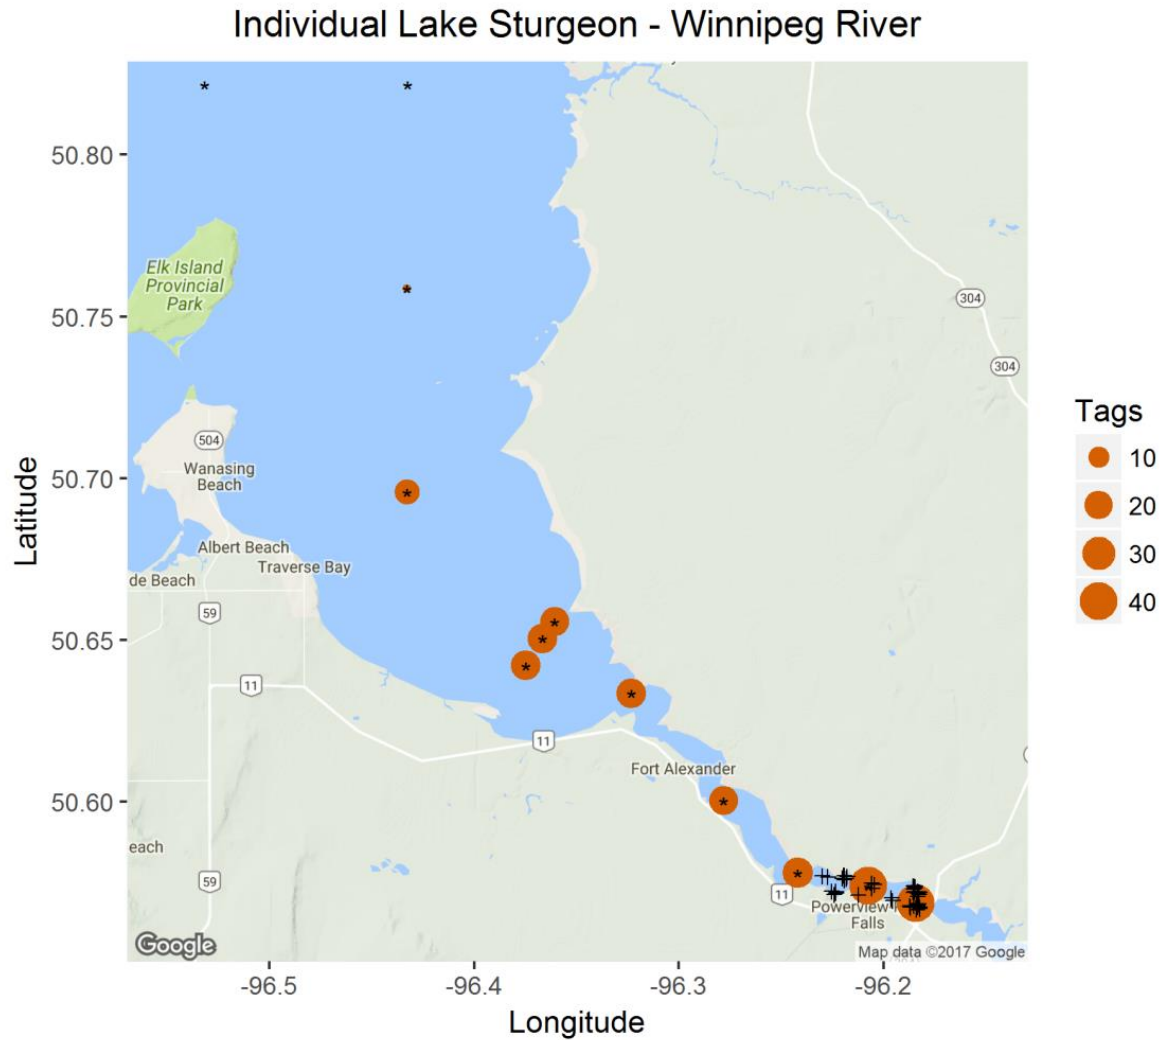 Individual Lake Sturgeon - Winnipeg River
50.80
50.75
50.70
50.65
50.60
Latitude
Elk Island
Provincial
Park
304
304
504
Wanasing
Beach
Albert Beach
Traverse Bay
de Beach
59
11
11
Fort Alexander
each
59
11
Powerview
Falls
Google
Map data ©2017 Google
-96.5
-96.4
-96.3
-96.2
Longitude
Tags
10
20
30
40